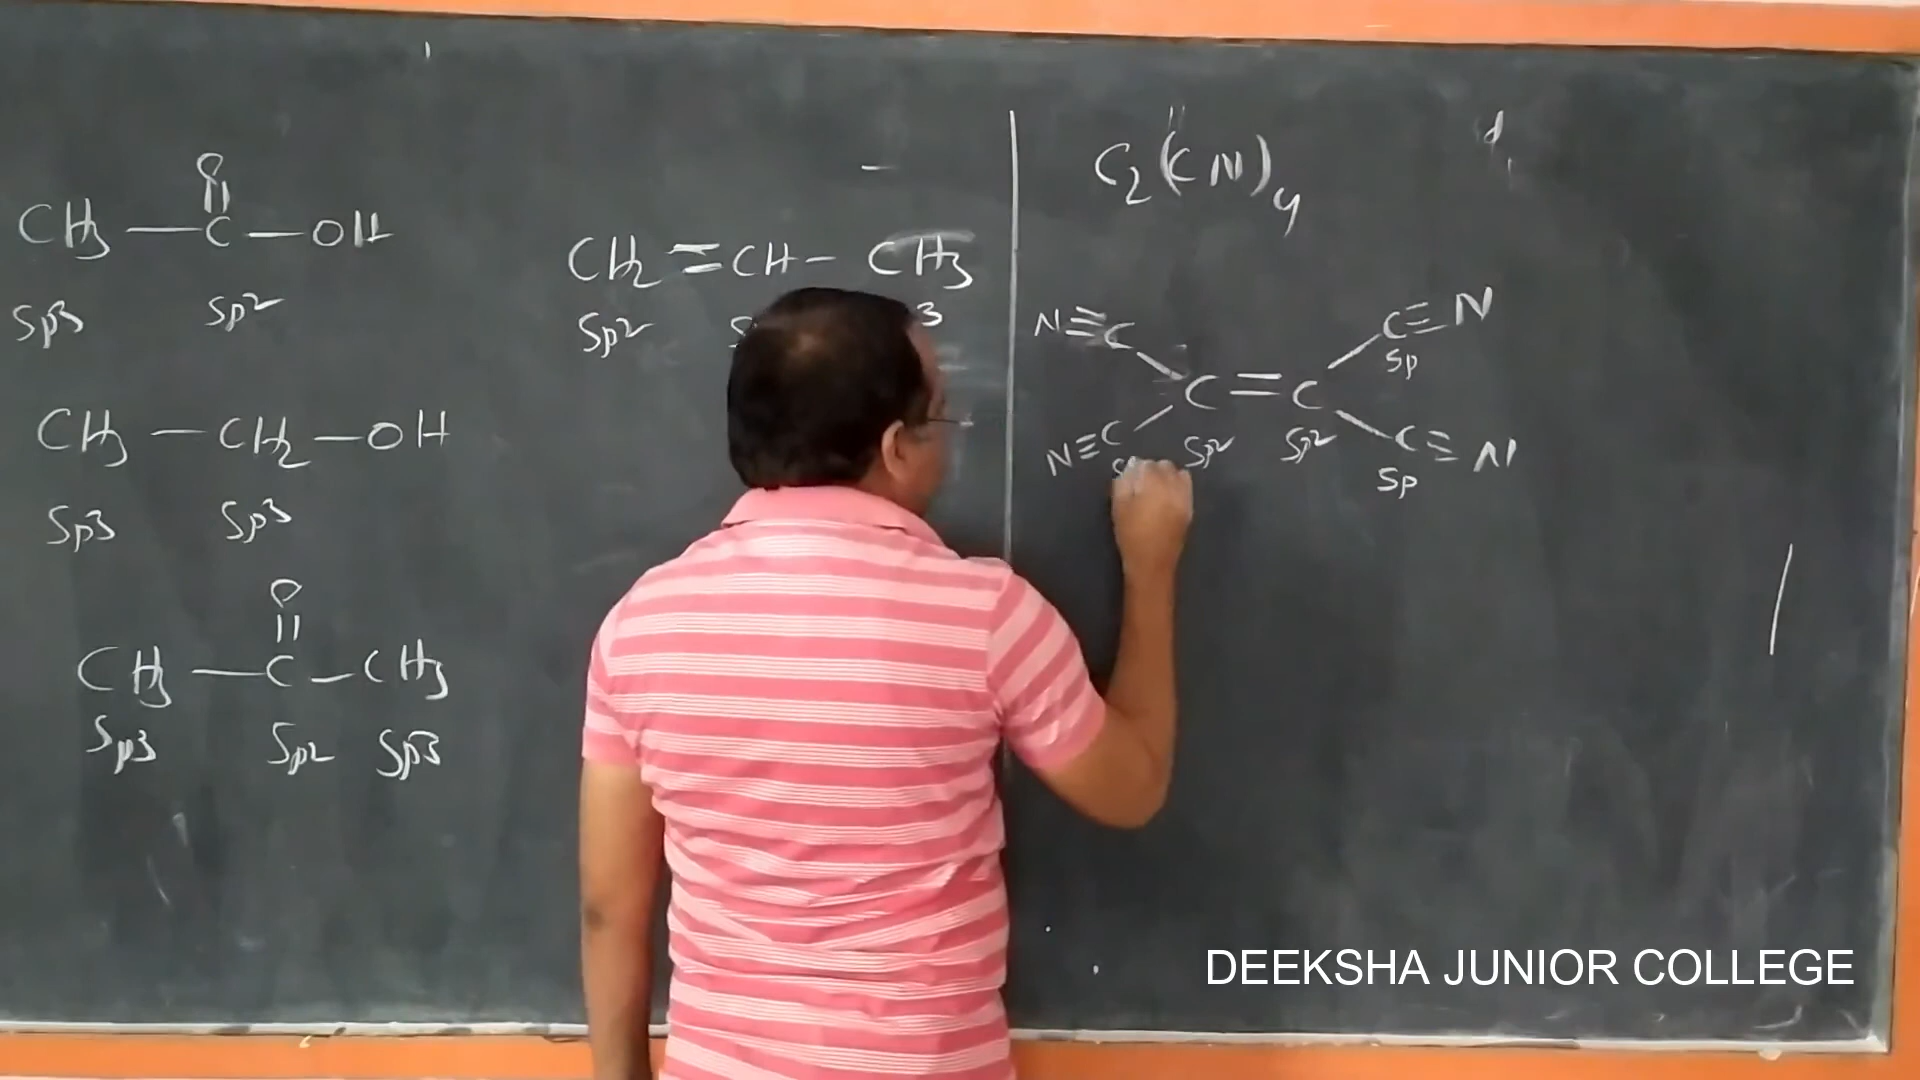 O
||
CH3 — C — OH
sp3 sp2
CH3 — CH2 — OH
sp3 sp3
O
||
CH3 — C — CH3
sp3 sp2 sp3
CH2 = CH — CH3
sp2 3
C2(CN)4
N≡C C≡N
sp
C = C
sp2 sp2
N≡C C≡N
sp
DEEKSHA JUNIOR COLLEGE